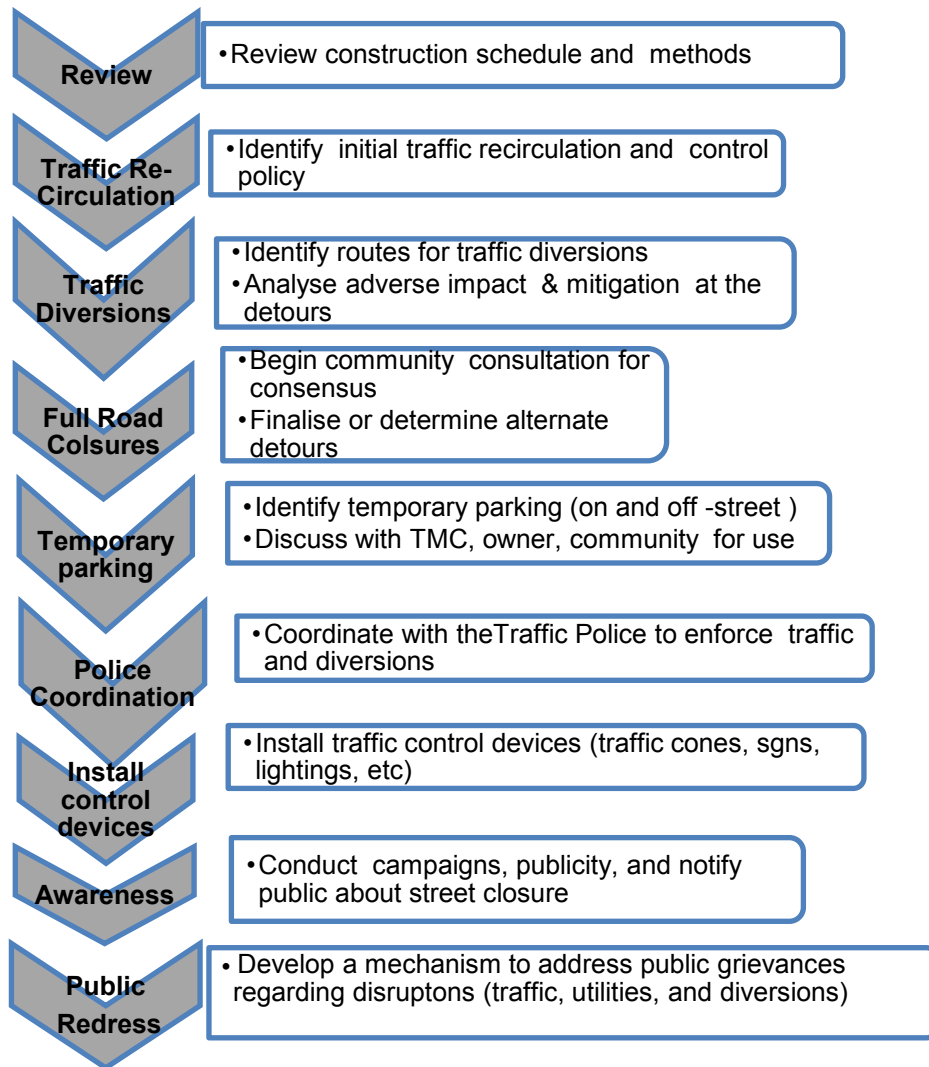 Review
•Review construction schedule and methods
Traffic Re-
Circulation
•Identify initial traffic recirculation and control
policy
Traffic
Diversions
•Identify routes for traffic diversions
•Analyse adverse impact & mitigation at the
detours
Full Road
Colsures
•Begin community consultation for
consensus
•Finalise or determine alternate
detours
Temporary
parking
•Identify temporary parking (on and off -street )
•Discuss with TMC, owner, community for use
Police
Coordination
•Coordinate with theTraffic Police to enforce traffic
and diversions
Install
control
devices
•Install traffic control devices (traffic cones, sgns,
lightings, etc)
Awareness
•Conduct campaigns, publicity, and notify
public about street closure
Public
Redress
• Develop a mechanism to address public grievances
regarding disruptons (traffic, utilities, and diversions)